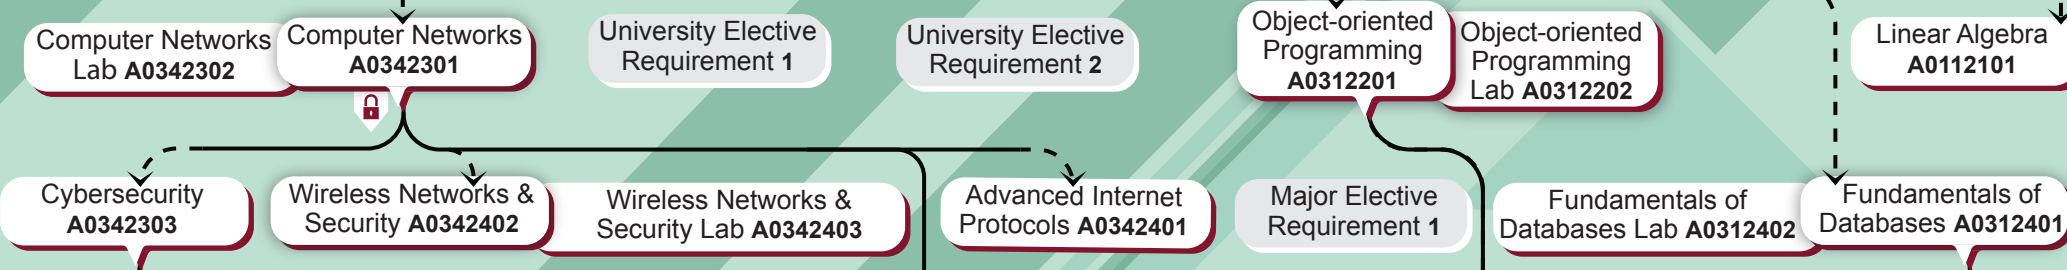 Computer Networks
Lab A0342302
Computer Networks
A0342301
University Elective
Requirement 1
University Elective
Requirement 2
Object-oriented
Programming
A0312201
Object-oriented
Programming
Lab A0312202
Linear Algebra
A0112101
Cybersecurity
A0342303
Wireless Networks &
Security A0342402
Wireless Networks &
Security Lab A0342403
Advanced Internet
Protocols A0342401
Major Elective
Requirement 1
Fundamentals of
Databases Lab A0312402
Fundamentals of
Databases A0312401